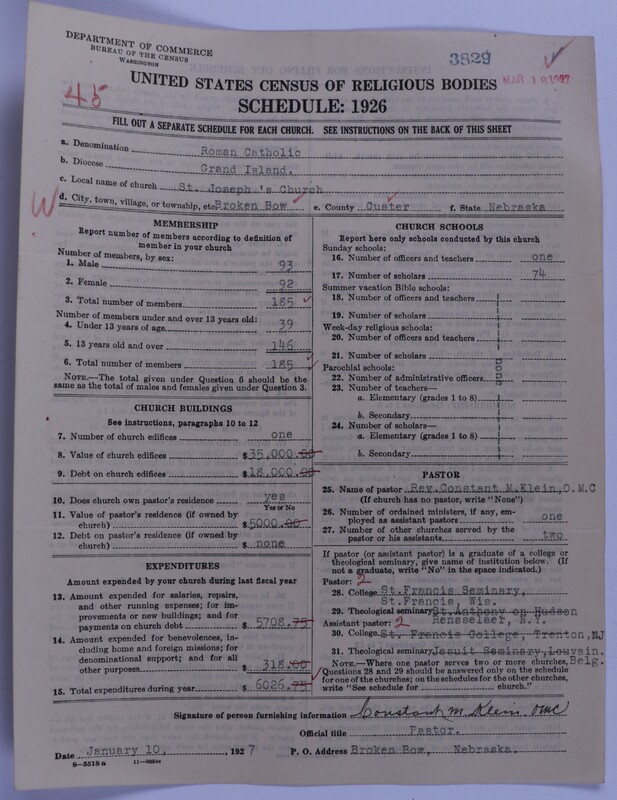 DEPARTMENT OF COMMERCE
BUREAU OF THE CENSUS
WASHINGTON
3829
MAR 18 1927
45
UNITED STATES CENSUS OF RELIGIOUS BODIES
SCHEDULE: 1926
FILL OUT A SEPARATE SCHEDULE FOR EACH CHURCH. SEE INSTRUCTIONS ON THE BACK OF THIS SHEET
a. Denomination Roman Catholic
b. Diocese Grand Island.
c. Local name of church St. Joseph 's Church
W d. City, town, village, or township, etc. Broken Bow e. County Custer f. State Nebraska
MEMBERSHIP
Report number of members according to definition of
member in your church
Number of members, by sex:
1. Male 93
2. Female 92
3. Total number of members 185
Number of members under and over 13 years old:
4. Under 13 years of age 39
5. 13 years old and over 146
6. Total number of members 185
NOTE.—The total given under Question 6 should be the
same as the total of males and females given under Question 3.
CHURCH BUILDINGS
See instructions, paragraphs 10 to 12
7. Number of church edifices one
8. Value of church edifices $35,000.00
9. Debt on church edifices $18,000.00
10. Does church own pastor's residence yes
Yes or No
11. Value of pastor's residence (if owned by
church) $5000.00
12. Debt on pastor's residence (if owned by
church) $ none
EXPENDITURES
Amount expended by your church during last fiscal year
13. Amount expended for salaries, repairs,
and other running expenses; for im-
provements or new buildings; and for
payments on church debt $5708.75
14. Amount expended for benevolences, in-
cluding home and foreign missions; for
denominational support; and for all
other purposes 318.00
15. Total expenditures during year $6026.75
CHURCH SCHOOLS
Report here only schools conducted by this church
Sunday schools:
16. Number of officers and teachers one
17. Number of scholars 74
Summer vacation Bible schools:
18. Number of officers and teachers
19. Number of scholars
Week-day religious schools:
20. Number of officers and teachers
21. Number of scholars
none
Parochial schools:
22. Number of administrative officers
23. Number of teachers—
a. Elementary (grades 1 to 8)
b. Secondary
24. Number of scholars—
a. Elementary (grades 1 to 8)
b. Secondary
PASTOR
25. Name of pastor Rev.Constant M.Klein,O.M.C
(If church has no pastor, write "None")
26. Number of ordained ministers, if any, em-
ployed as assistant pastors one
27. Number of other churches served by the
pastor or his assistants two
If pastor (or assistant pastor) is a graduate of a college or
theological seminary, give name of institution below. (If
not a graduate, write "No" in the space indicated.)
Pastor: 2
28. College St.Francis Seminary,
St.Francis, Wis.
29. Theological seminary St.Anthony on Hudson
Rensselaer, N.Y.
Assistant pastor: 2
30. College St. Francis College, Trenton,NJ
31. Theological seminary Jesuit Seminary,Louvain.
Belg.
NOTE.—Where one pastor serves two or more churches,
Questions 28 and 29 should be answered only on the schedule
for one of the churches; on the schedules for the other churches,
write "See schedule for church."
Signature of person furnishing information Constant M. Klein, OMC
Official title Pastor.
Date January 10, 1927 P. O. Address Broken Bow, Nebraska.
8-5518a 11-9034a